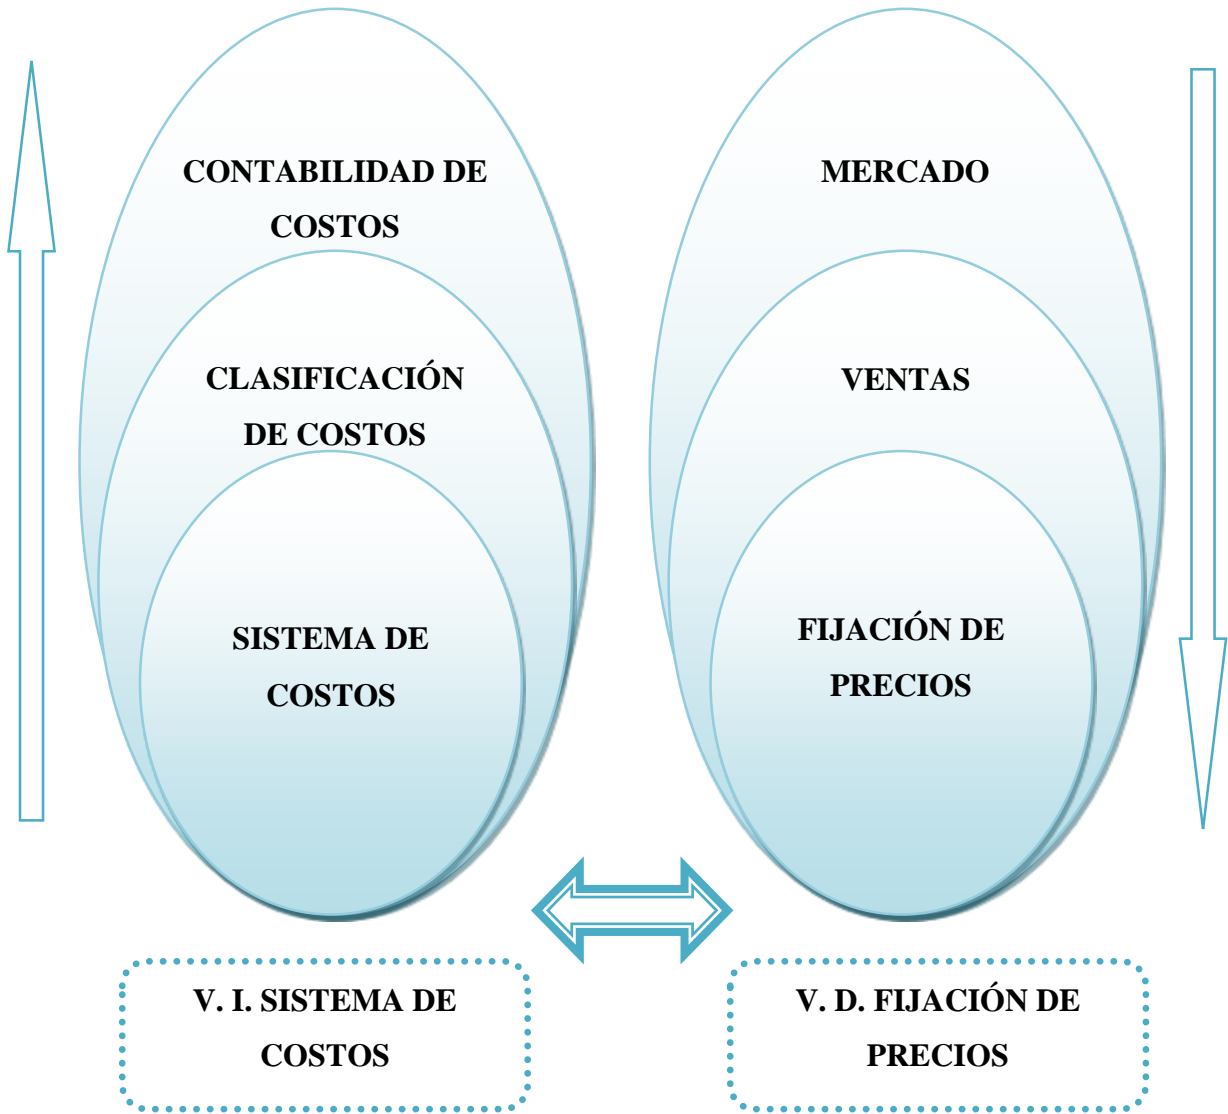 CONTABILIDAD DE
COSTOS
CLASIFICACIÓN
DE COSTOS
SISTEMA DE
COSTOS
MERCADO
VENTAS
FIJACIÓN DE
PRECIOS
V. I. SISTEMA DE
COSTOS
V. D. FIJACIÓN DE
PRECIOS